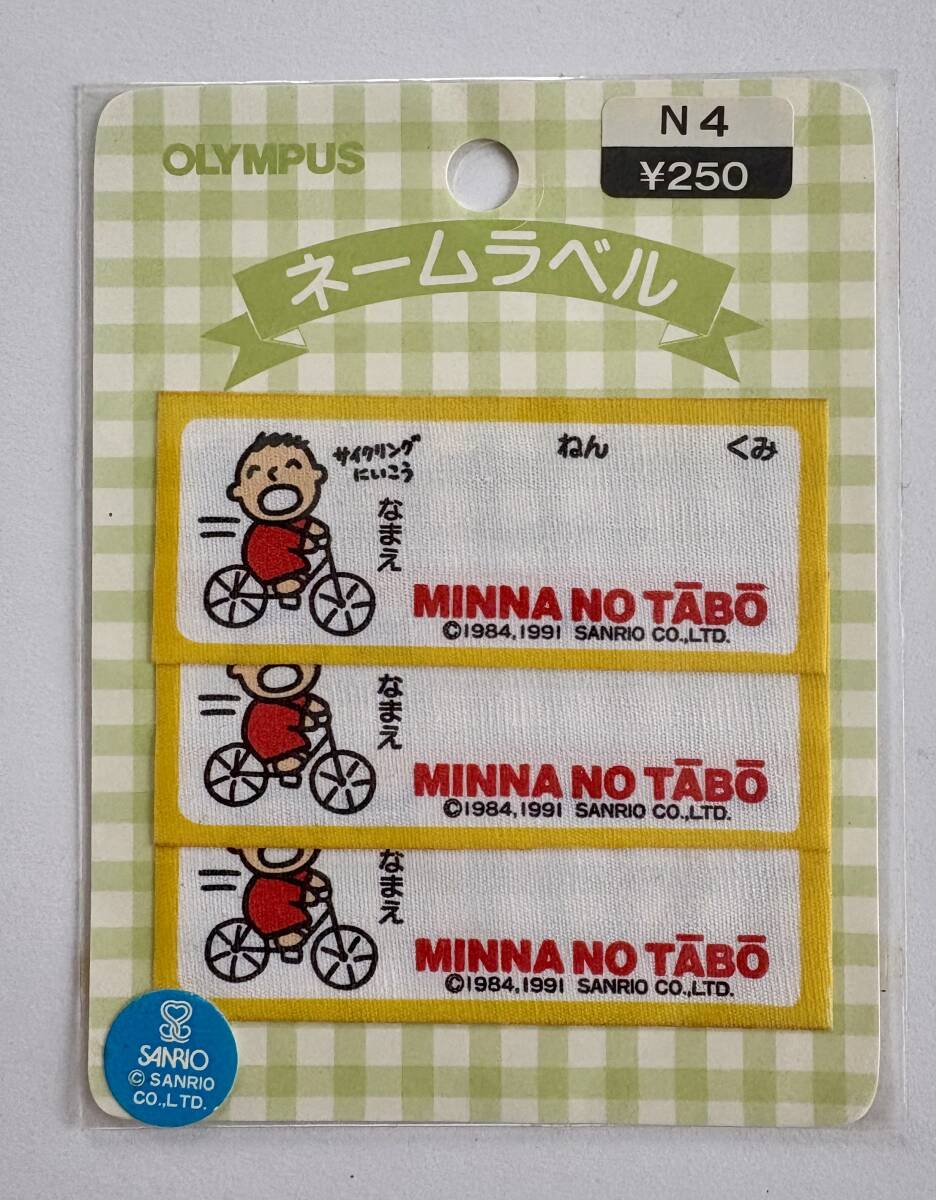 OLYMPUS
N4
¥250
ネームラベル
サイクリング
にいこう
ねん
くみ
なまえ
MINNA NO TĀBŌ
©1984,1991 SANRIO CO.,LTD.
なまえ
MINNA NO TĀBŌ
©1984,1991 SANRIO CO.,LTD.
なまえ
MINNA NO TĀBŌ
©1984,1991 SANRIO CO.,LTD.
SANRIO
© SANRIO
CO.,LTD.